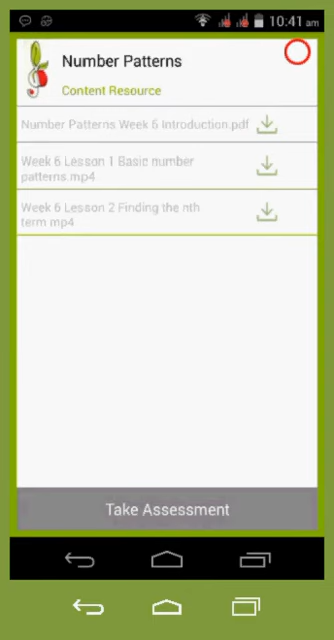 10:41 am
Number Patterns
Content Resource
Number Patterns Week 6 Introduction.pdf
Week 6 Lesson 1 Basic number
patterns.mp4
Week 6 Lesson 2 Finding the nth
term mp4
Take Assessment